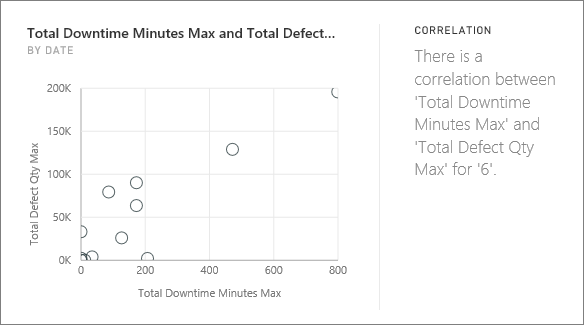 Total Downtime Minutes Max and Total Defect...
BY DATE
200K
150K
100K
50K
0K
Total Defect Qty Max
0
200
400
600
800
Total Downtime Minutes Max
CORRELATION
There is a
correlation between
'Total Downtime
Minutes Max' and
'Total Defect Qty
Max' for '6'.